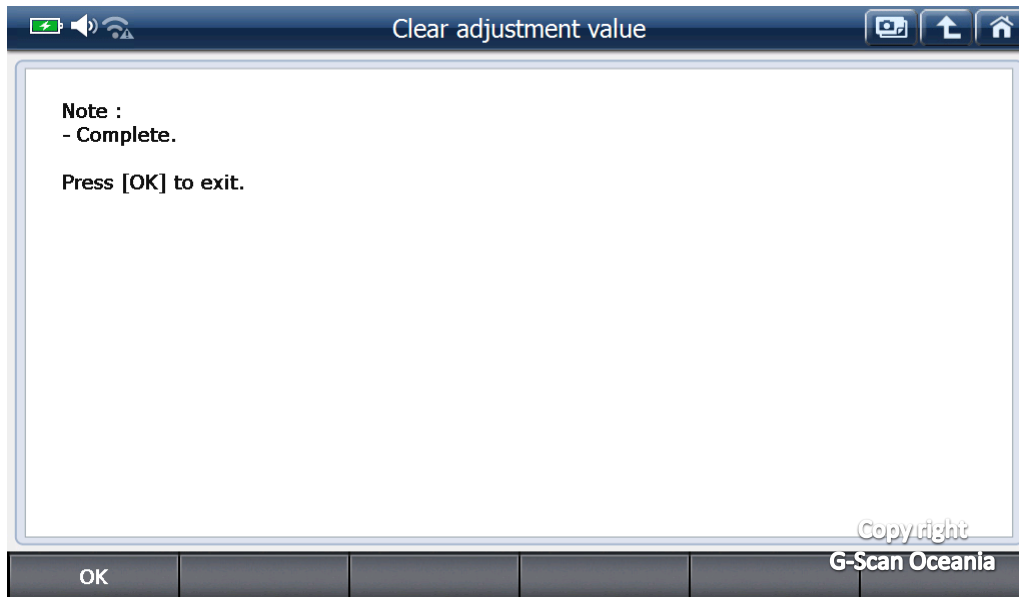 Clear adjustment value
Note :
- Complete.
Press [OK] to exit.
Copyright
G-Scan Oceania
OK